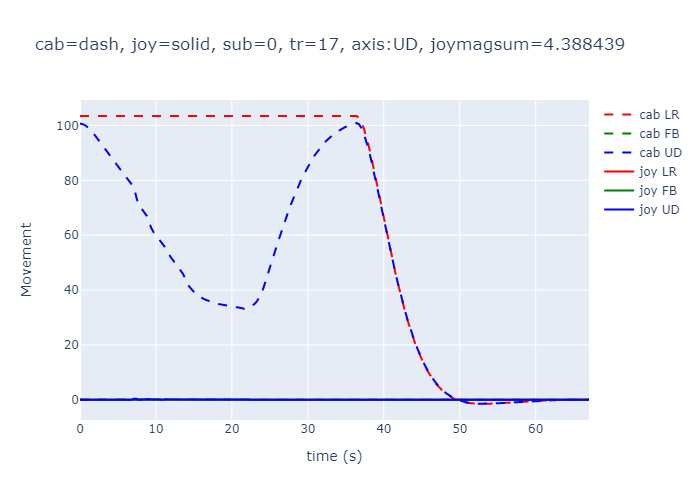 cab=dash, joy=solid, sub=0, tr=17, axis:UD, joymagsum=4.388439
cab LR
cab FB
cab UD
joy LR
joy FB
joy UD
Movement
100
80
60
40
20
0
0 10 20 30 40 50 60
time (s)